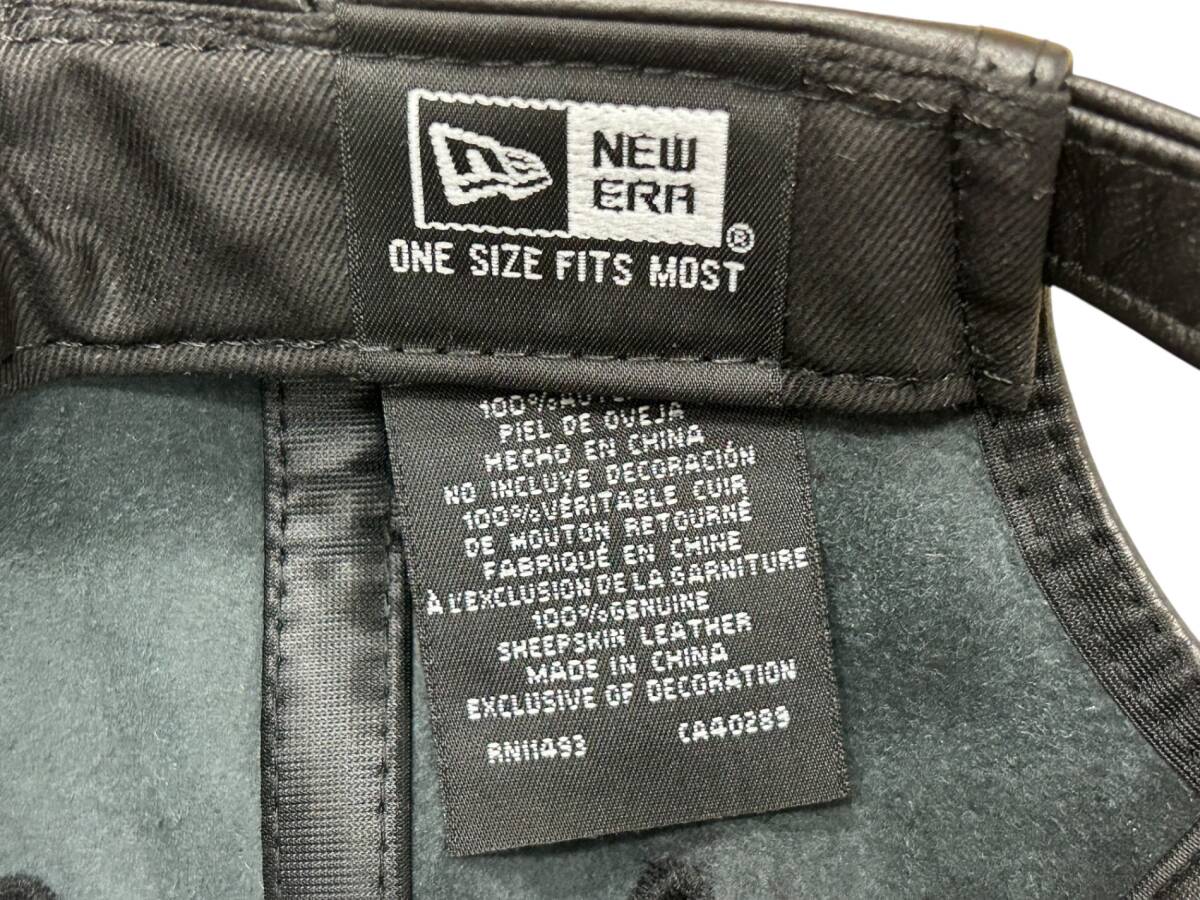 NEW
ERA
®
ONE SIZE FITS MOST
PIEL DE OVEJA
HECHO EN CHINA
NO INCLUYE DECORACIÓN
100%VÉRITABLE CUIR
DE MOUTON RETOURNÉ
FABRIQUÉ EN CHINE
À L'EXCLUSION DE LA GARNITURE
100%GENUINE
SHEEPSKIN LEATHER
MADE IN CHINA
EXCLUSIVE OF DECORATION
RN11493 CA40289